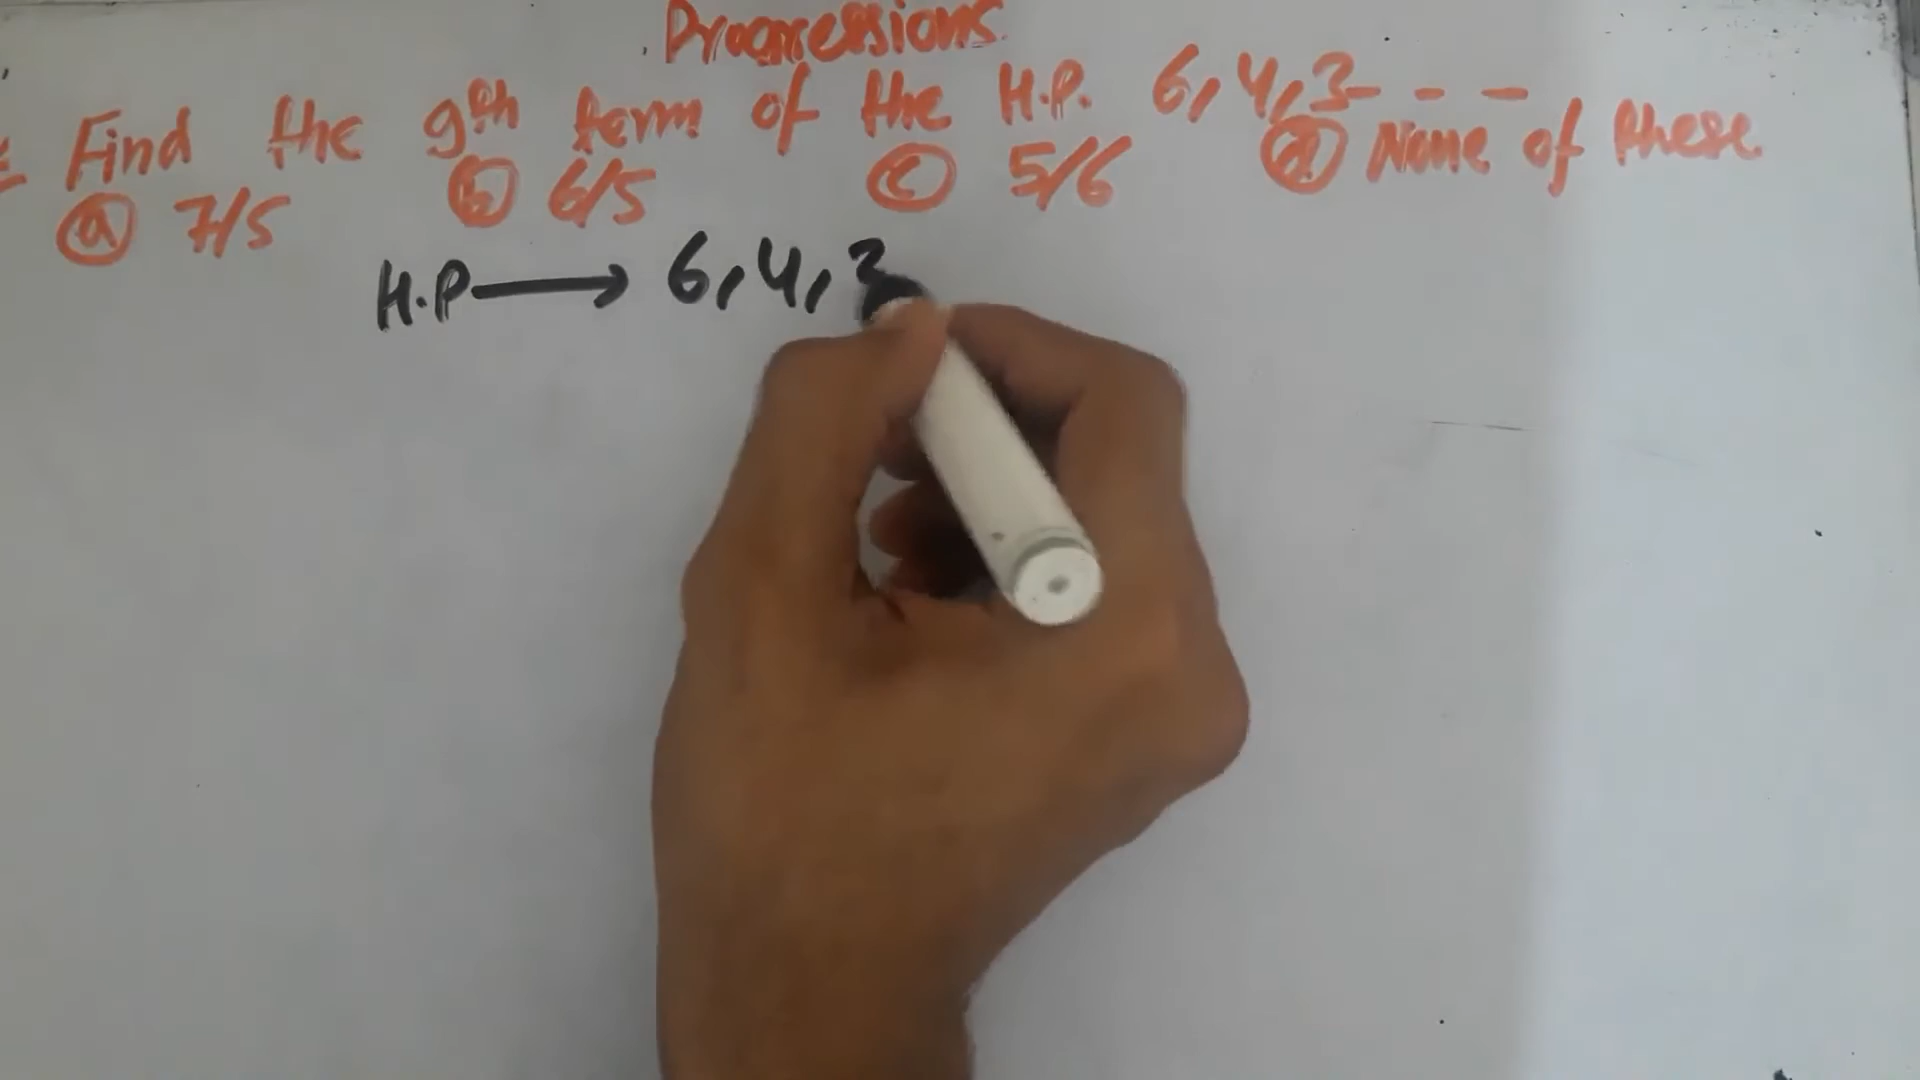 Progressions.
Find the 9th term of the H.P. 6, 4, 3 - - -
(a) 7/5 (b) 6/5 (c) 5/6 (d) None of these
H.P → 6, 4, 3